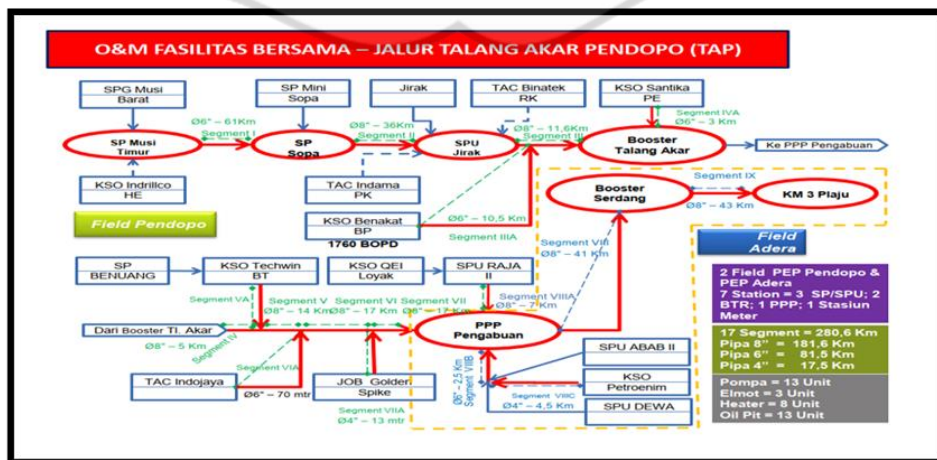 O&M FASILITAS BERSAMA – JALUR TALANG AKAR PENDOPO (TAP)
SPG Musi
Barat
SP Mini
Sopa
Jirak
TAC Binatek
RK
KSO Santika
PE
Ø6"– 61Km
Segment I
Ø8"– 36Km
Segment II
Ø8"– 11,6Km
Segment III
Segment IVA
Ø6"– 3 Km
SP Musi
Timur
SP
Sopa
SPU
Jirak
Booster
Talang Akar
Ke PPP Pengabuan
KSO Indrillco
HE
TAC Indama
PK
Booster
Serdang
Segment IX
Ø8"– 43 Km
KM 3 Plaju
Field Pendopo
KSO Benakat
BP
1760 BOPD
Ø6"– 10,5 Km
Segment IIIA
Segment VIII
Ø8"– 41 Km
Field
Adera
SP
BENUANG
KSO Techwin
BT
KSO QEI
Loyak
SPU RAJA
II
2 Field PEP Pendopo &
PEP Adera
7 Station = 3 SP/SPU; 2
BTR; 1 PPP; 1 Stasiun
Meter
Segment VA
Segment V
Ø8"– 14 Km
Segment VI
Ø8"– 17 Km
Segment VII
Ø8"– 17 Km
Segment VIIIA
Ø8"– 7 Km
Dari Booster Tl. Akar
Ø8"– 5 Km
Segment IV
PPP
Pengabuan
17 Segment = 280,6 Km
Pipa 8" = 181,6 Km
Pipa 6" = 81,5 Km
Pipa 4" = 17,5 Km
Segment VIA
TAC Indojaya
Ø6"– 70 mtr
JOB Golden
Spike
Segment VIIA
Ø4"– 13 mtr
Ø6"– 2,5 Km
Segment VIIIB
SPU ABAB II
KSO
Petroenim
Segment VIIIC
Ø4"– 4,5 Km
SPU DEWA
Pompa = 13 Unit
Elmot = 3 Unit
Heater = 8 Unit
Oil Pit = 13 Unit